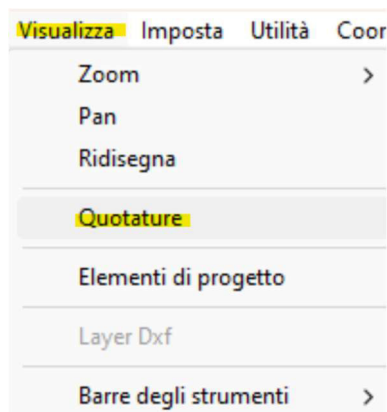 Visualizza Imposta Utilità Coor
Zoom
Pan
Ridisegna
Quotature
Elementi di progetto
Layer Dxf
Barre degli strumenti